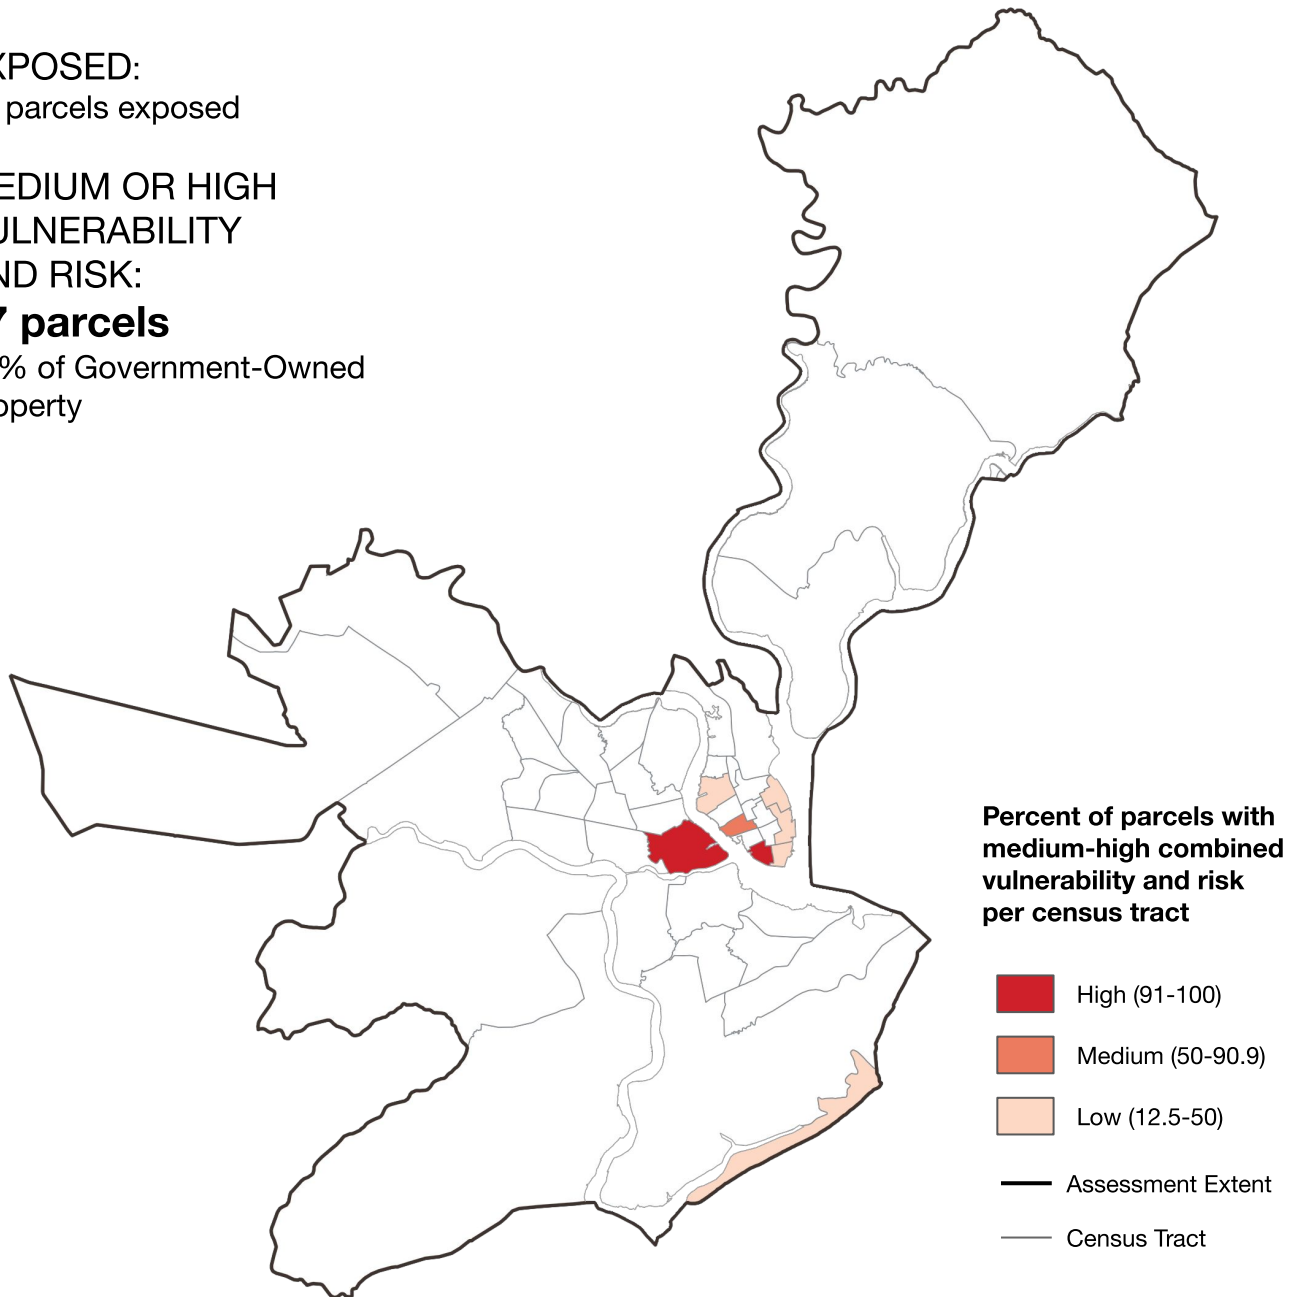 XPOSED:
parcels exposed
EDIUM OR HIGH
ULNERABILITY
ND RISK:
7 parcels
% of Government-Owned
operty
Percent of parcels with
medium-high combined
vulnerability and risk
per census tract
High (91-100)
Medium (50-90.9)
Low (12.5-50)
Assessment Extent
Census Tract